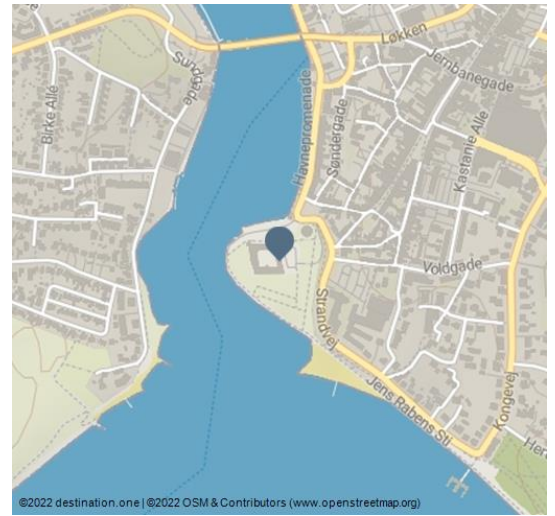 Løkken
Jernbanegade
Birke Allé
Havnepromenade
Søndergade
Kastanie Alle
Voldgade
Strandvej
Jens Rabens Sti
Kongevej
©2022 destination.one | ©2022 OSM & Contributors (www.openstreetmap.org)